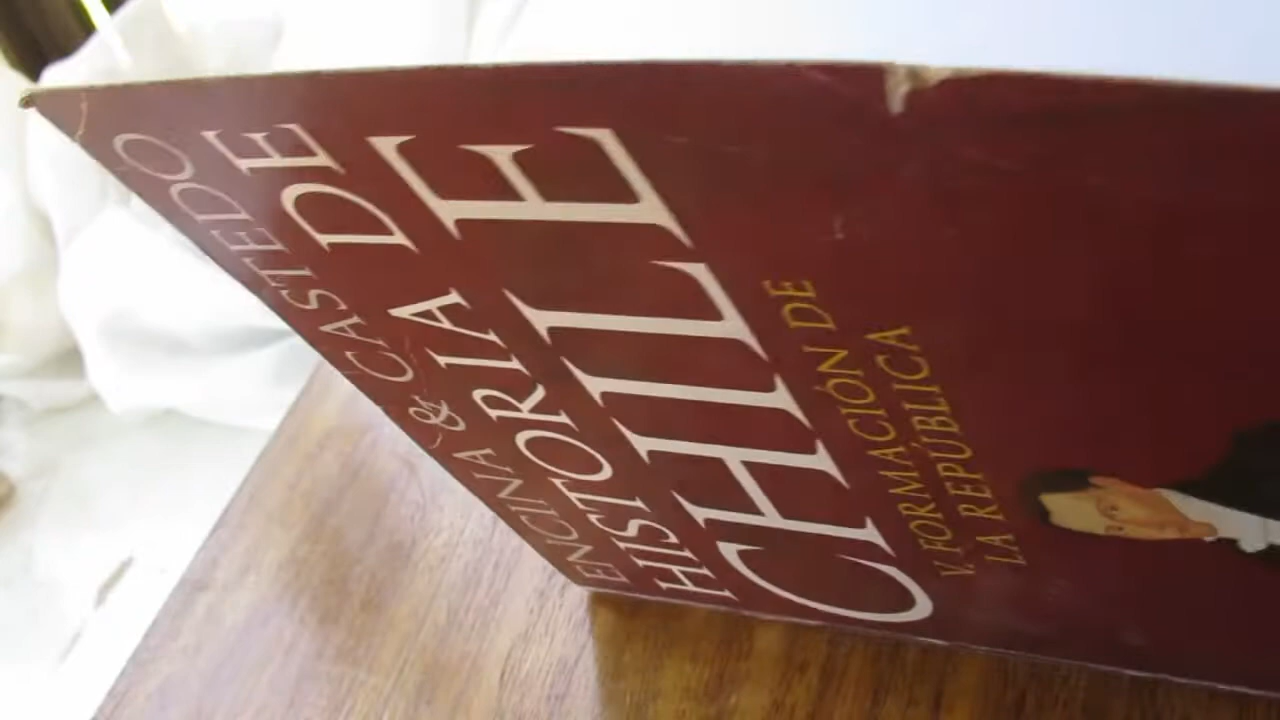 ENCINA & CASTEDO
HISTORIA DE
CHILE
V. FORMACIÓN DE
LA REPÚBLICA